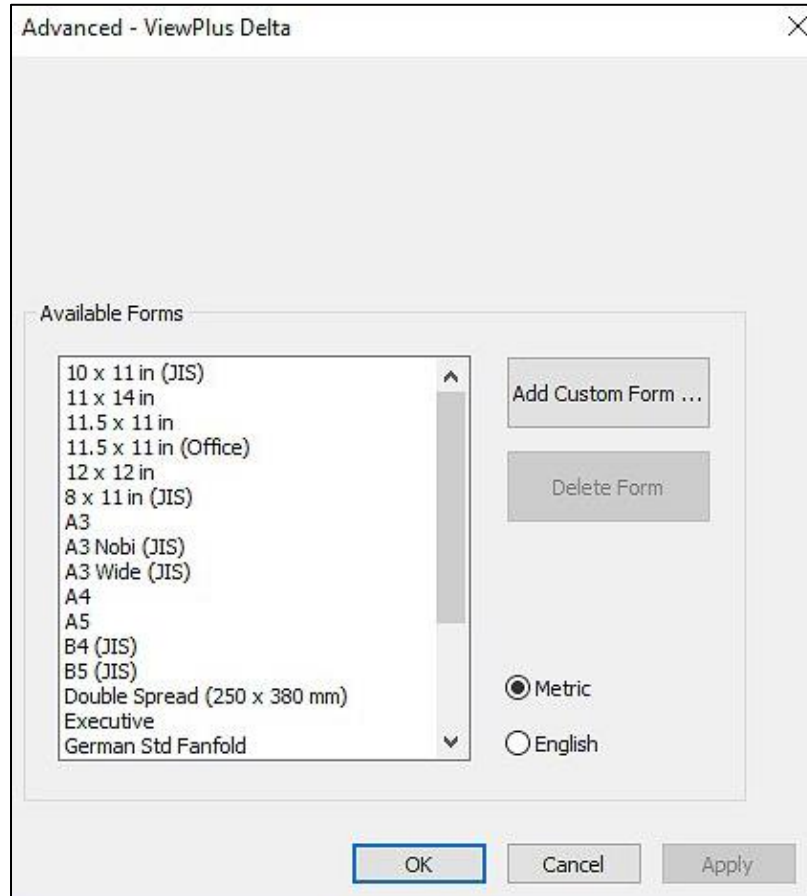 Advanced - ViewPlus Delta
Available Forms
10 x 11 in (JIS)
11 x 14 in
11.5 x 11 in
11.5 x 11 in (Office)
12 x 12 in
8 x 11 in (JIS)
A3
A3 Nobi (JIS)
A3 Wide (JIS)
A4
A5
B4 (JIS)
B5 (JIS)
Double Spread (250 x 380 mm)
Executive
German Std Fanfold
Add Custom Form ...
Delete Form
Metric
English
OK
Cancel
Apply